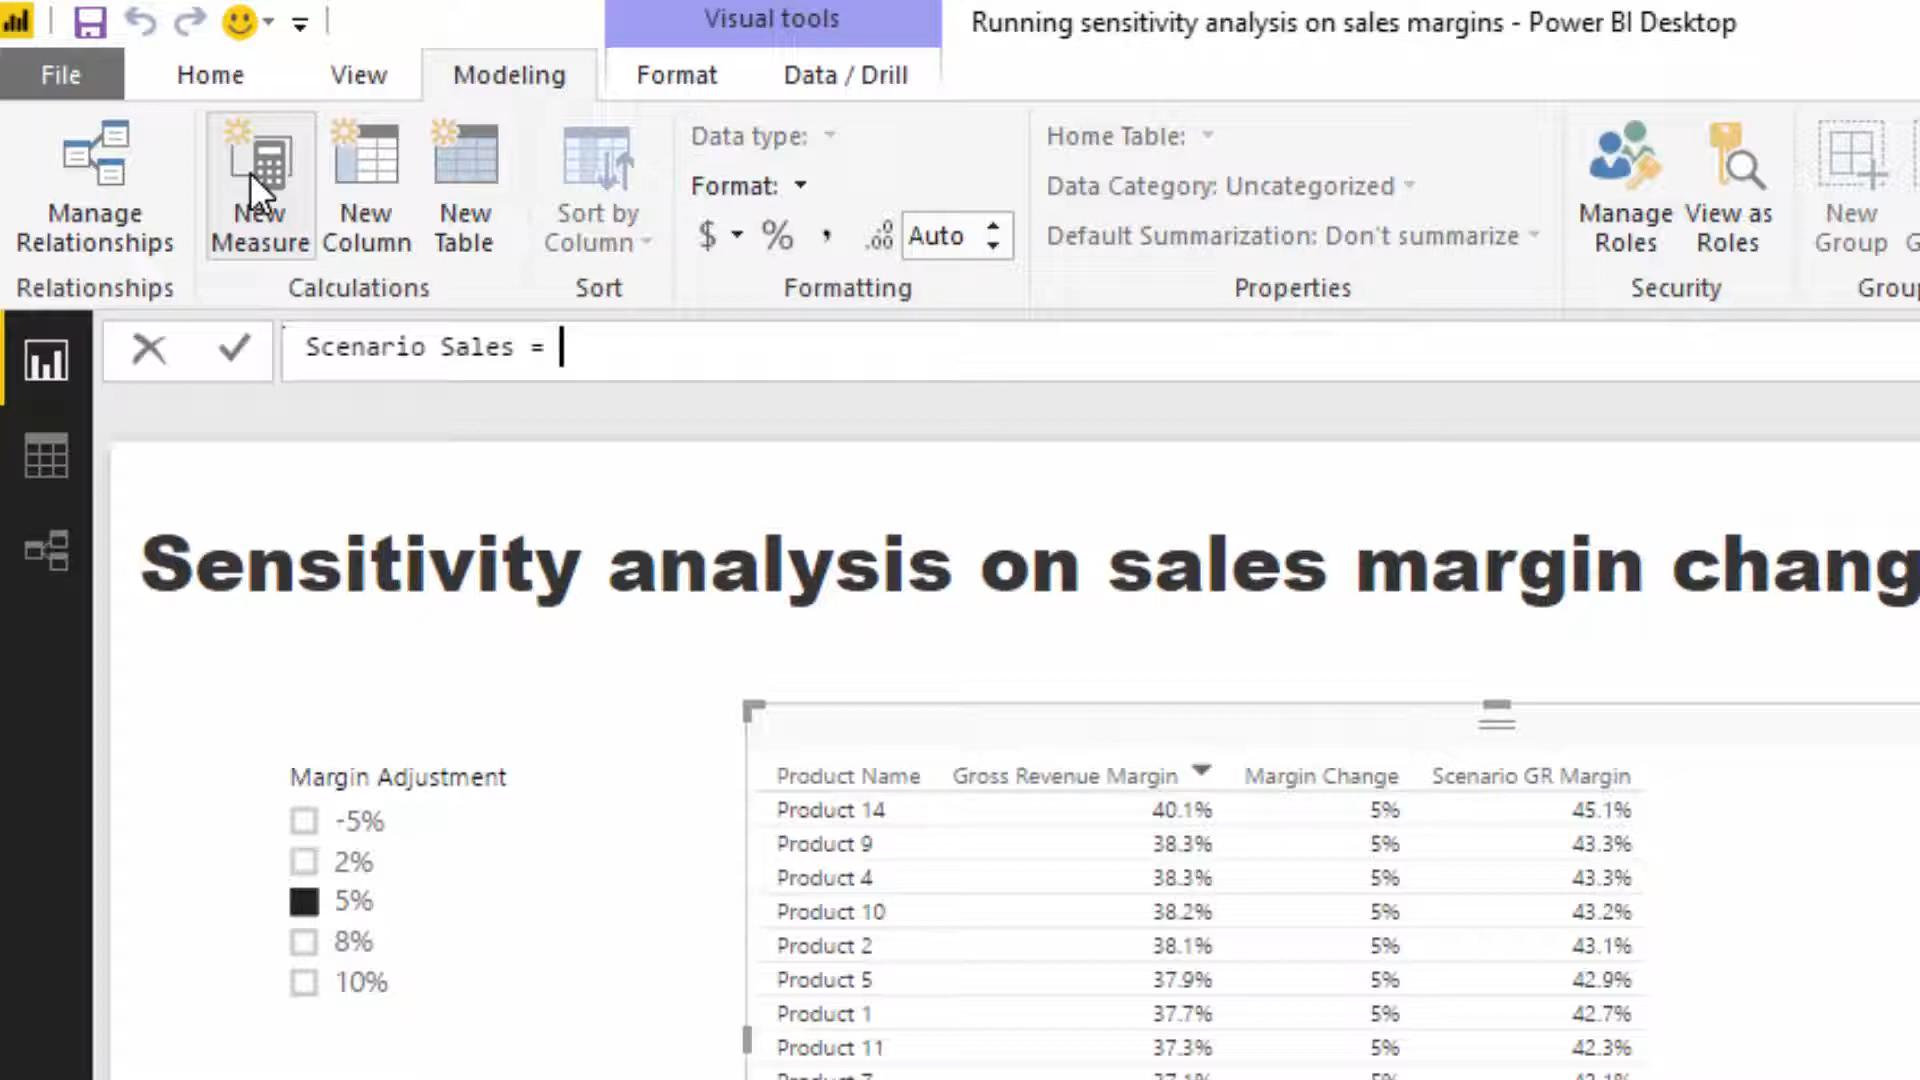 Visual tools
Running sensitivity analysis on sales margins - Power BI Desktop
File Home View Modeling Format Data / Drill
Manage Relationships
New Measure
New Column
New Table
Sort by Column
Data type:
Format:
$ % , .00 Auto
Home Table:
Data Category: Uncategorized
Default Summarization: Don't summarize
Manage Roles
View as Roles
New Group
Relationships Calculations Sort Formatting Properties Security
Scenario Sales =
Sensitivity analysis on sales margin chang
Margin Adjustment
-5%
2%
5%
8%
10%
Product Name Gross Revenue Margin Margin Change Scenario GR Margin
Product 14 40.1% 5% 45.1%
Product 9 38.3% 5% 43.3%
Product 4 38.3% 5% 43.3%
Product 10 38.2% 5% 43.2%
Product 2 38.1% 5% 43.1%
Product 5 37.9% 5% 42.9%
Product 1 37.7% 5% 42.7%
Product 11 37.3% 5% 42.3%